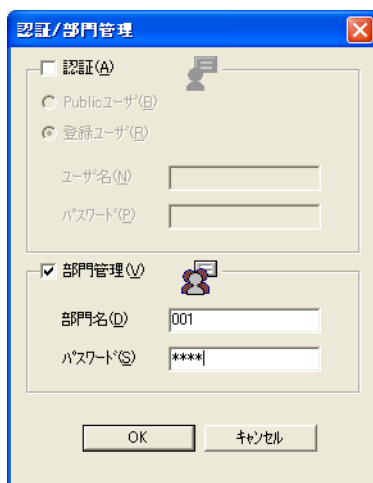 認証/部門管理
認証(A)
Publicユーザ(B)
登録ユーザ(R)
ユーザ名(N)
パスワード(P)
部門管理(V)
部門名(D) 001
パスワード(S) ****
OK キャンセル